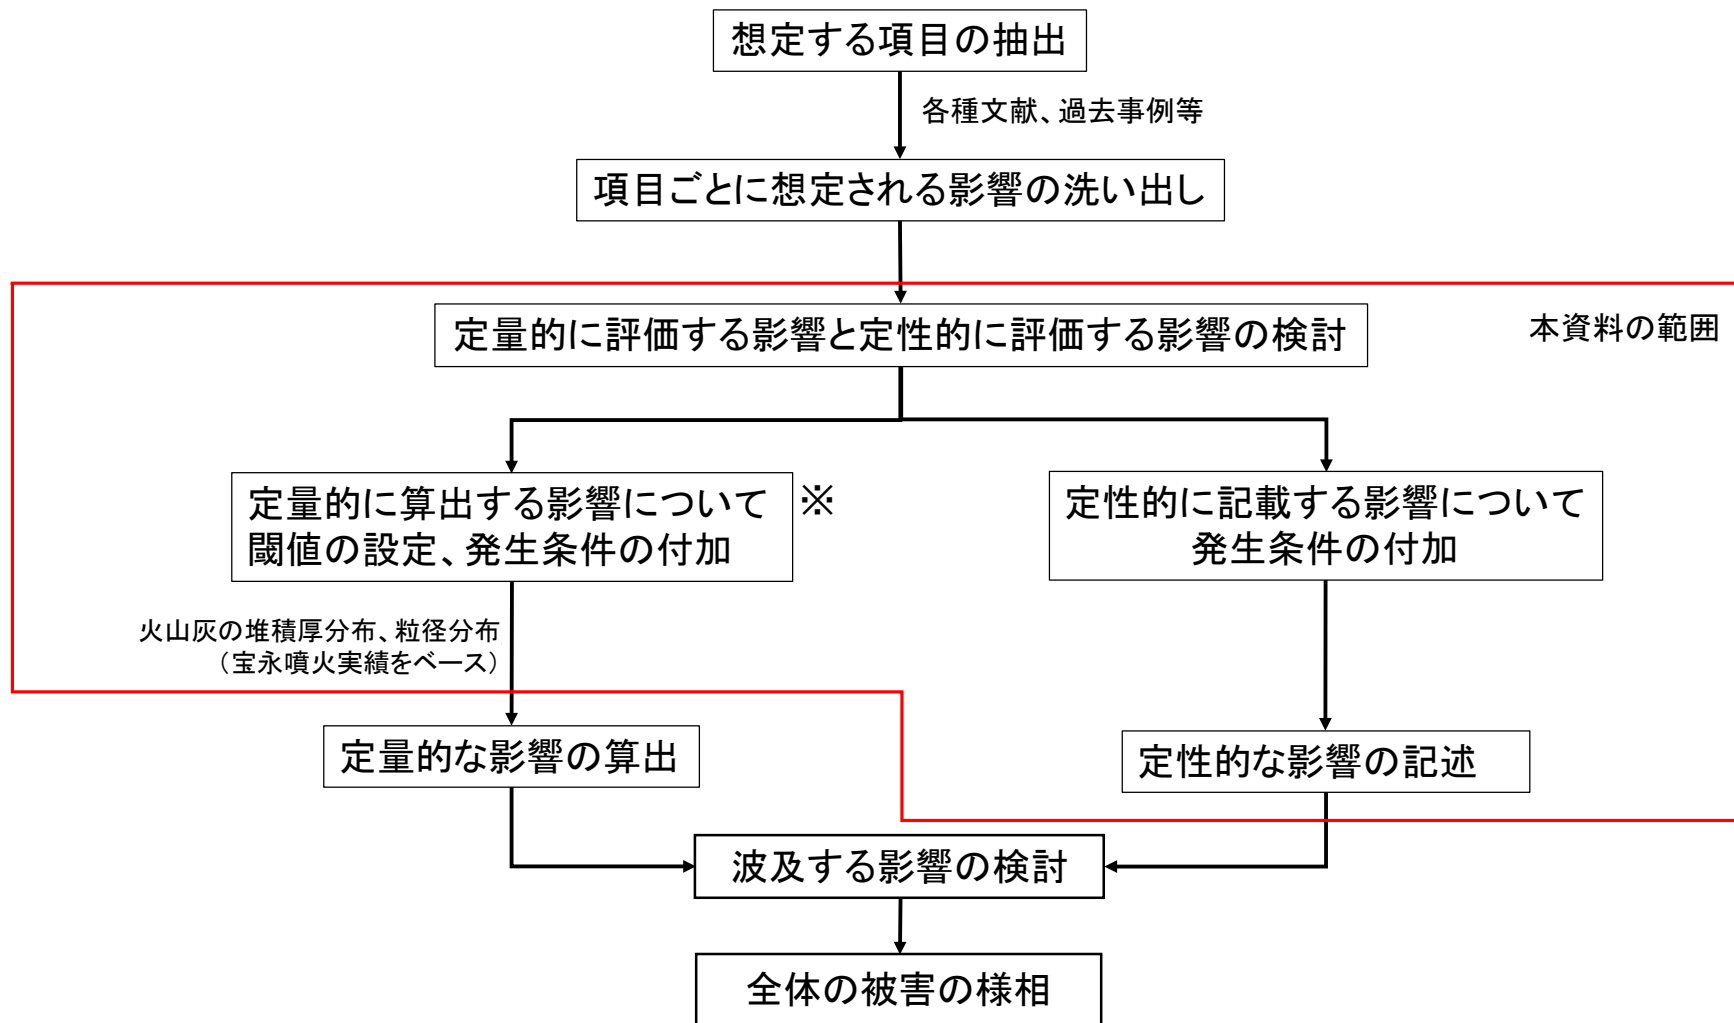 想定する項目の抽出
各種文献、過去事例等
項目ごとに想定される影響の洗い出し
定量的に評価する影響と定性的に評価する影響の検討
本資料の範囲
定量的に算出する影響について
閾値の設定、発生条件の付加
※
定性的に記載する影響について
発生条件の付加
火山灰の堆積厚分布、粒径分布
（宝永噴火実績をベース）
定量的な影響の算出
定性的な影響の記述
波及する影響の検討
全体の被害の様相